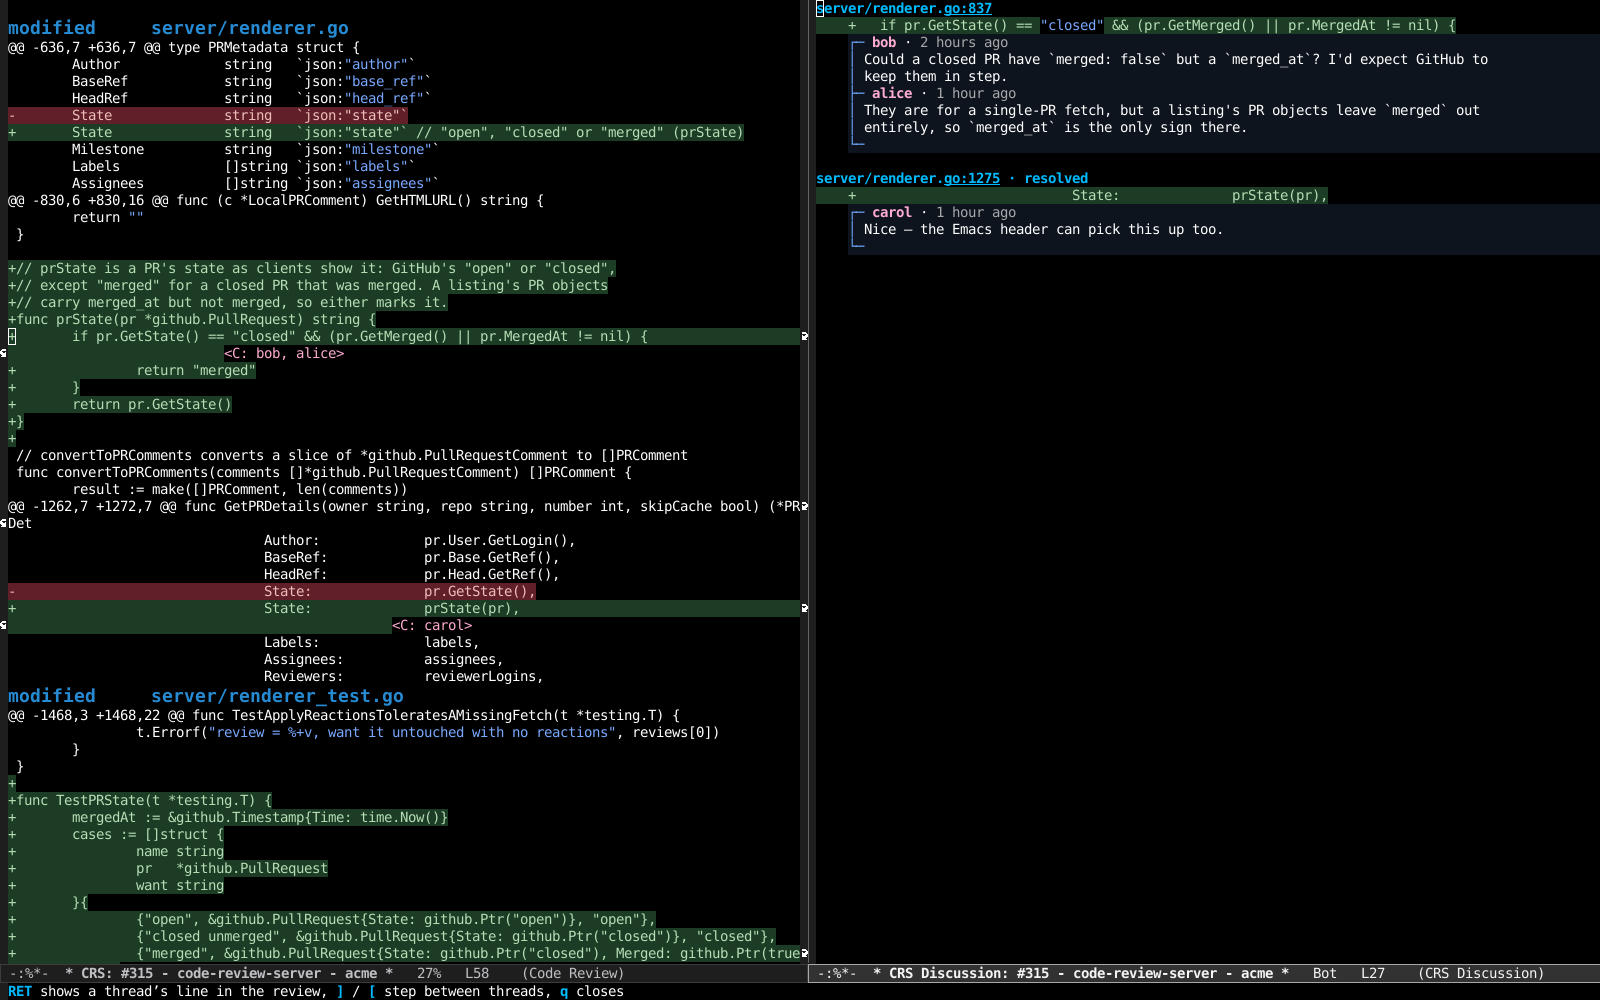 modified     server/renderer.go
@@ -636,7 +636,7 @@ type PRMetadata struct {
        Author             string   `json:"author"`
        BaseRef            string   `json:"base_ref"`
        HeadRef            string   `json:"head_ref"`
-       State              string   `json:"state"`
+       State              string   `json:"state"` // "open", "closed" or "merged" (prState)
        Milestone          string   `json:"milestone"`
        Labels             []string `json:"labels"`
        Assignees          []string `json:"assignees"`
@@ -830,6 +830,16 @@ func (c *LocalPRComment) GetHTMLURL() string {
        return ""
 }
+// prState is a PR's state as clients show it: GitHub's "open" or "closed",
+// except "merged" for a closed PR that was merged. A listing's PR objects
+// carry merged_at but not merged, so either marks it.
+func prState(pr *github.PullRequest) string {
+       if pr.GetState() == "closed" && (pr.GetMerged() || pr.MergedAt != nil) {
<C: bob, alice>
+               return "merged"
+       }
+       return pr.GetState()
+}
+
 // convertToPRComments converts a slice of *github.PullRequestComment to []PRComment
 func convertToPRComments(comments []*github.PullRequestComment) []PRComment {
        result := make([]PRComment, len(comments))
@@ -1262,7 +1272,7 @@ func GetPRDetails(owner string, repo string, number int, skipCache bool) (*PR
Det
                                Author:             pr.User.GetLogin(),
                                BaseRef:            pr.Base.GetRef(),
                                HeadRef:            pr.Head.GetRef(),
-                               State:              pr.GetState(),
+                               State:              prState(pr),
<C: carol>
                                Labels:             labels,
                                Assignees:          assignees,
                                Reviewers:          reviewerLogins,
modified     server/renderer_test.go
@@ -1468,3 +1468,22 @@ func TestApplyReactionsToleratesAMissingFetch(t *testing.T) {
                t.Errorf("review = %+v, want it untouched with no reactions", reviews[0])
        }
 }
+
+func TestPRState(t *testing.T) {
+       mergedAt := &github.Timestamp{Time: time.Now()}
+       cases := []struct {
+               name string
+               pr   *github.PullRequest
+               want string
+       }{
+               {"open", &github.PullRequest{State: github.Ptr("open")}, "open"},
+               {"closed unmerged", &github.PullRequest{State: github.Ptr("closed")}, "closed"},
+               {"merged", &github.PullRequest{State: github.Ptr("closed"), Merged: github.Ptr(true
-:%*-  * CRS: #315 - code-review-server - acme *   27%   L58    (Code Review)
server/renderer.go:837
+   if pr.GetState() == "closed" && (pr.GetMerged() || pr.MergedAt != nil) {
bob · 2 hours ago
Could a closed PR have `merged: false` but a `merged_at`? I'd expect GitHub to
keep them in step.
alice · 1 hour ago
They are for a single-PR fetch, but a listing's PR objects leave `merged` out
entirely, so `merged_at` is the only sign there.
server/renderer.go:1275 · resolved
+                           State:              prState(pr),
carol · 1 hour ago
Nice — the Emacs header can pick this up too.
-:%*-  * CRS Discussion: #315 - code-review-server - acme *   Bot   L27    (CRS Discussion)
RET shows a thread’s line in the review, ] / [ step between threads, q closes